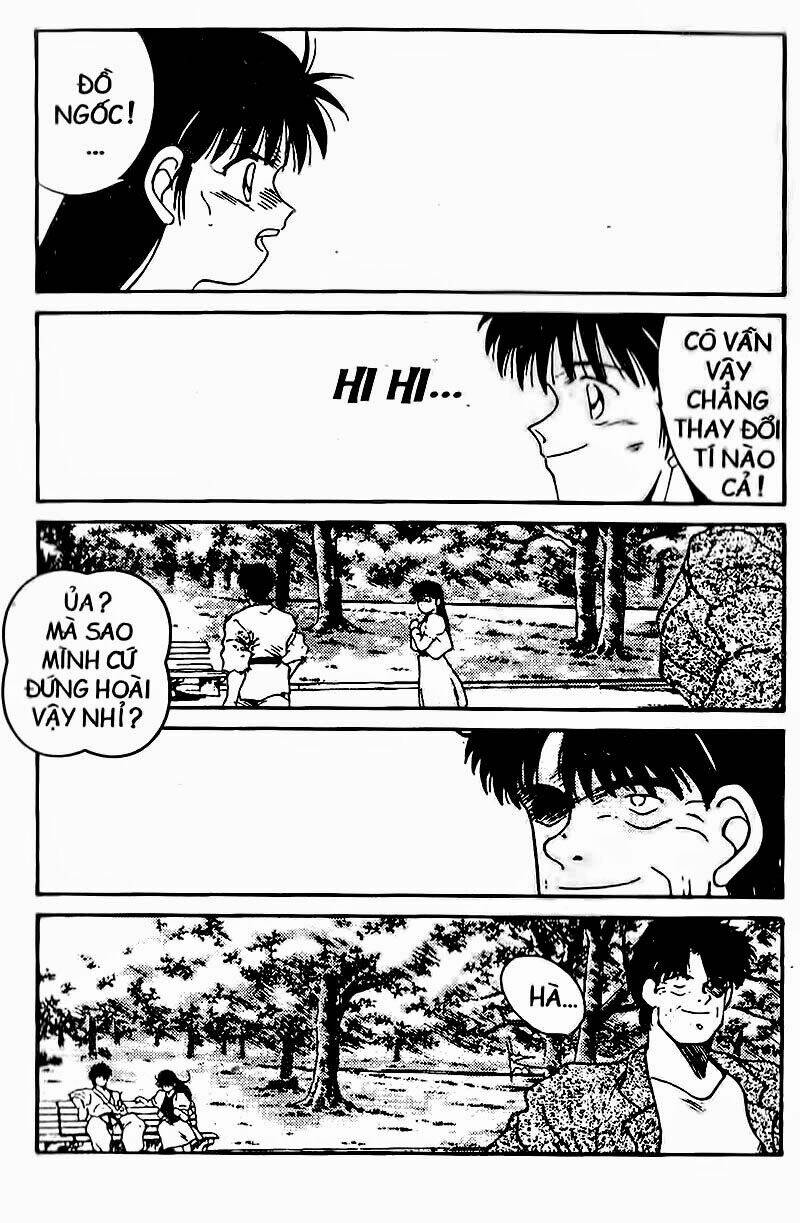 ĐỒ
NGỐC!
...
HI HI...
CÔ VẪN
VẬY
CHẲNG
THAY ĐỔI
TÍ NÀO
CẢ!
ỦA?
MÀ SAO
MÌNH CỨ
ĐỨNG HOÀI
VẬY NHỈ?
HÀ...